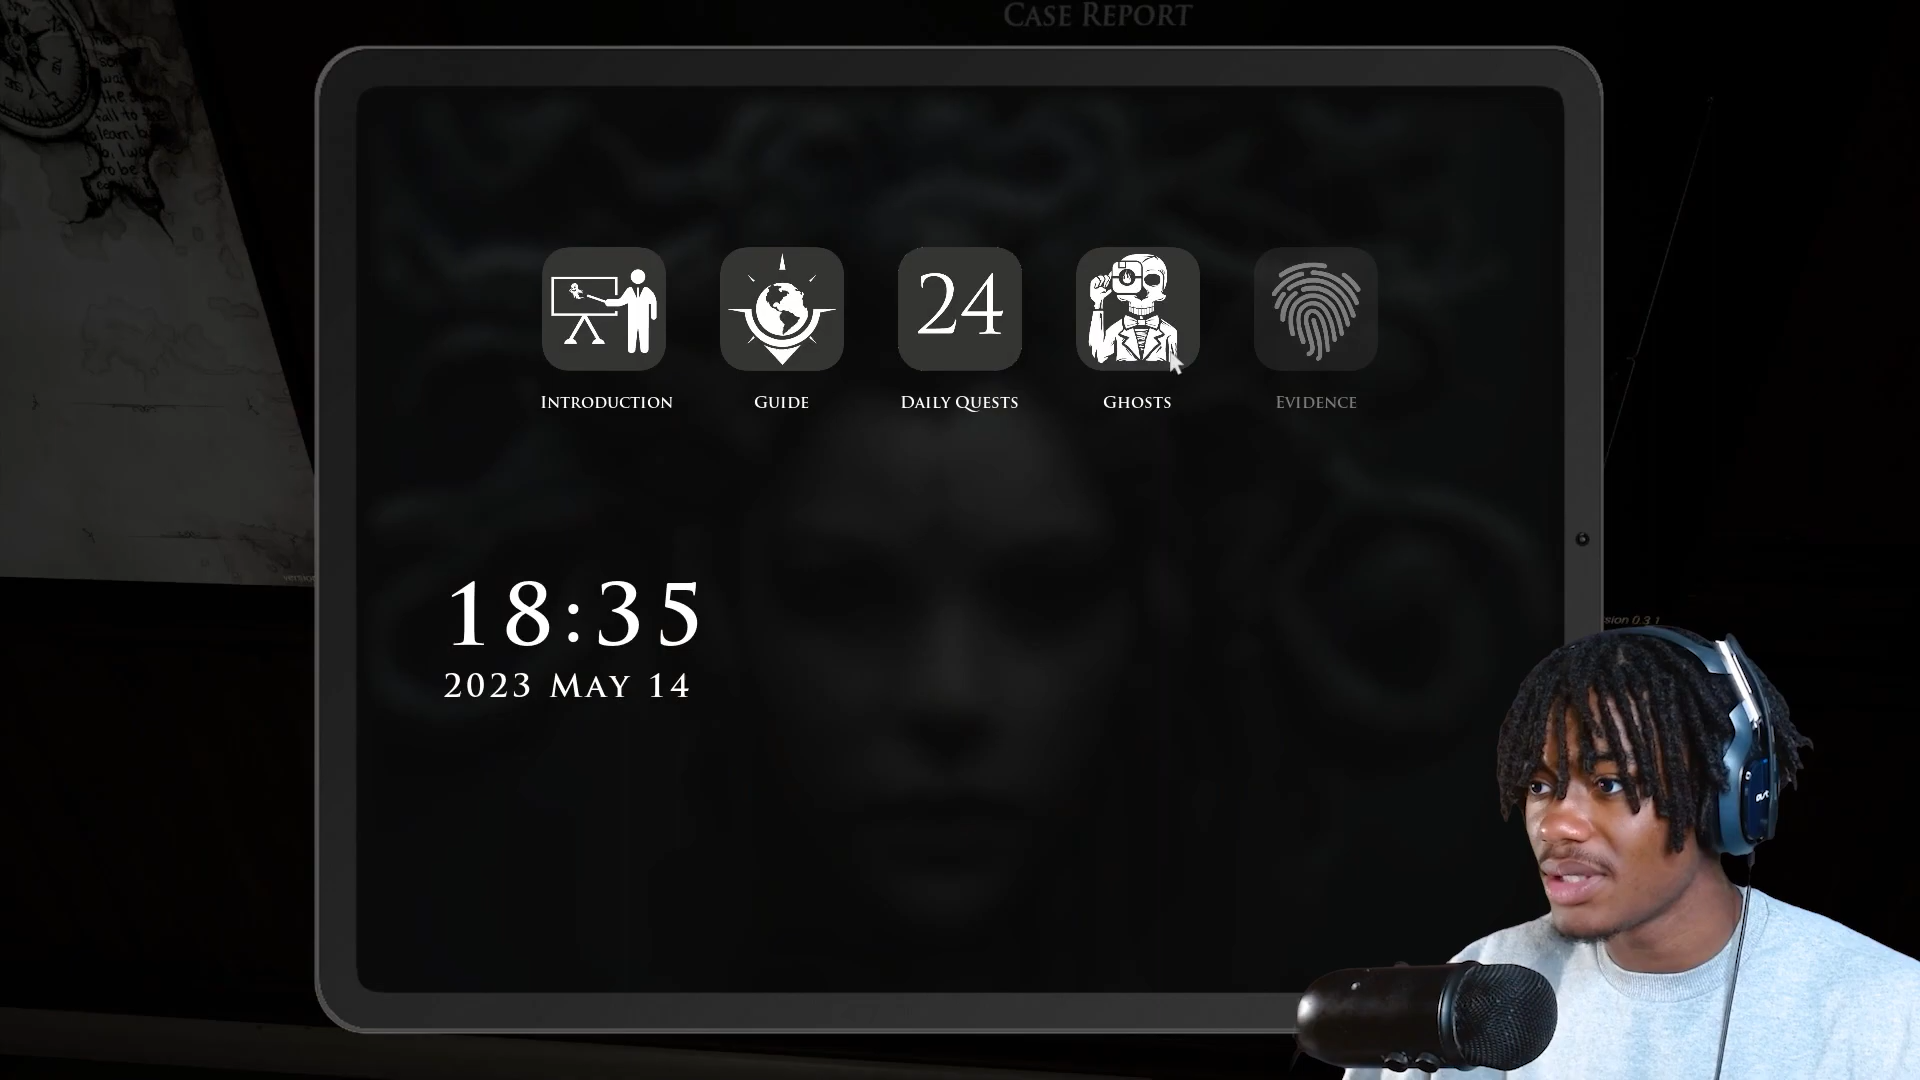 Case Report
Introduction
Guide
24
Daily Quests
Ghosts
Evidence
18:35
2023 May 14